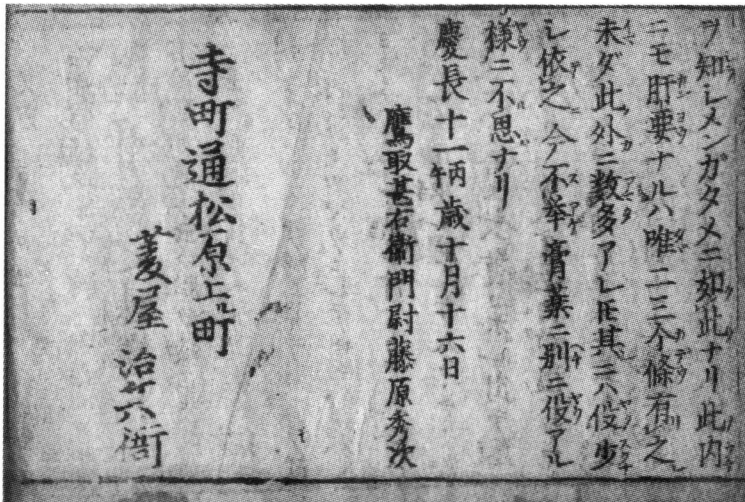 ヲ知シメンガタメニ如此ナリ此内
ニモ肝要ナルハ唯二三个條有之
未ダ此外ニ数多アレ𪜈其ニハ役少
シ依之今不挙膏薬ニ別ニ役アル
様ニ不思ナリ
慶長十一丙午歳十月十六日
鷹取甚右衛門尉藤原秀次
寺町通松原上ル町
菱屋 治兵衛